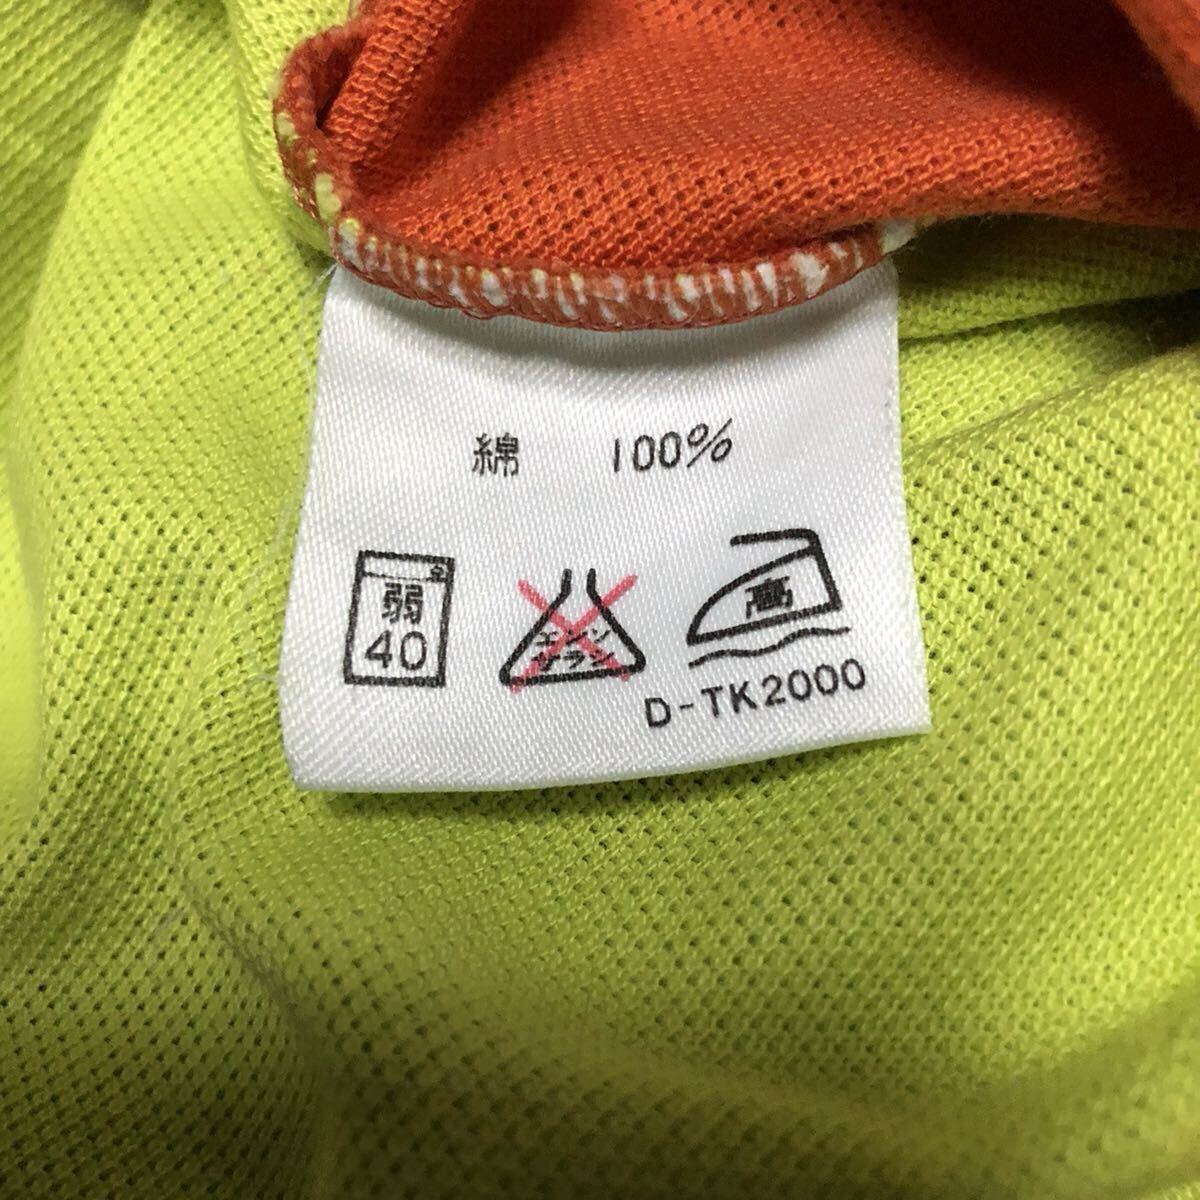 綿 100%
弱
40
エンソ
サラシ
高
D-TK2000